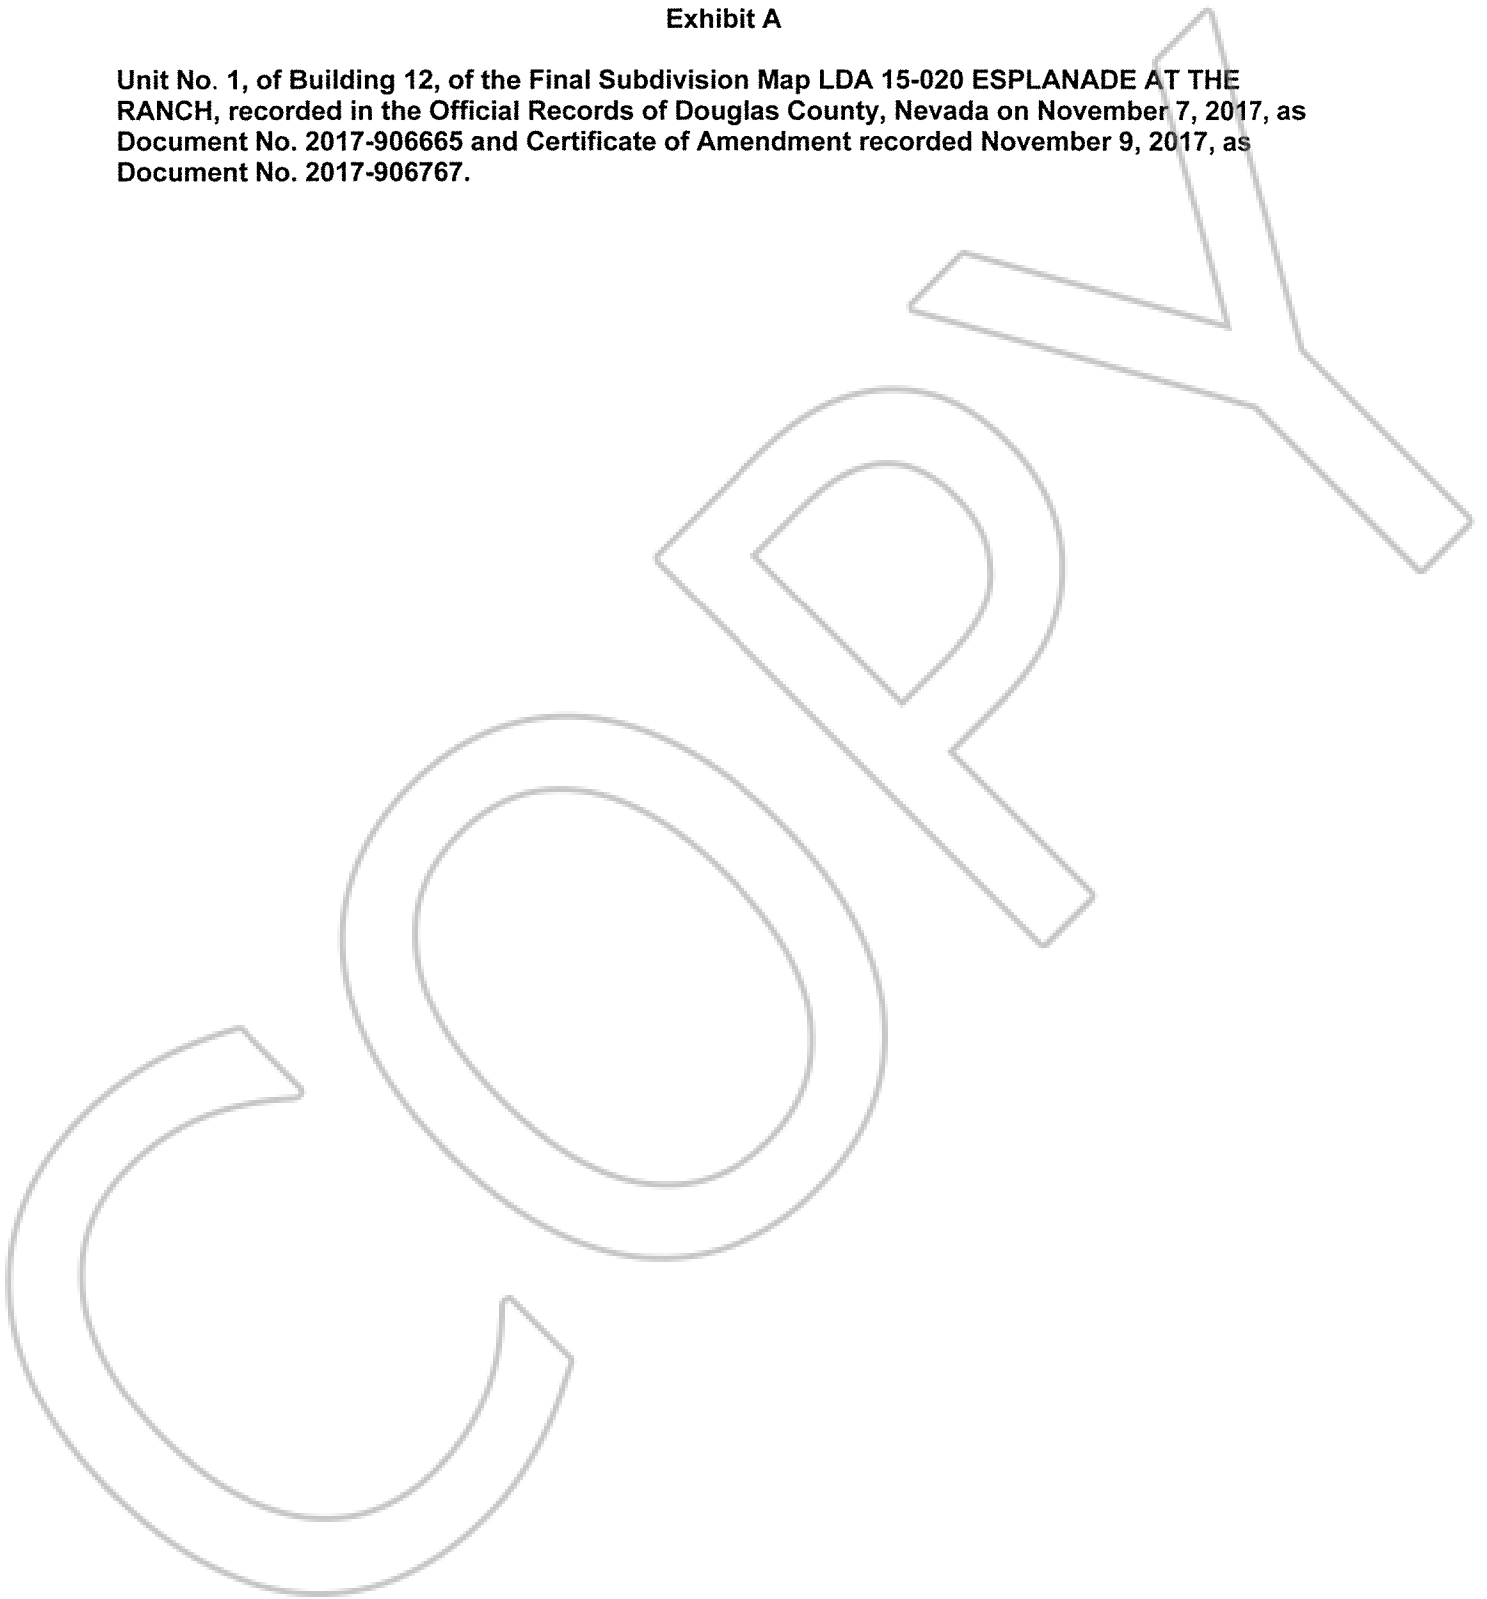 Exhibit A
Unit No. 1, of Building 12, of the Final Subdivision Map LDA 15-020 ESPLANADE AT THE
RANCH, recorded in the Official Records of Douglas County, Nevada on November 7, 2017, as
Document No. 2017-906665 and Certificate of Amendment recorded November 9, 2017, as
Document No. 2017-906767.
COPY